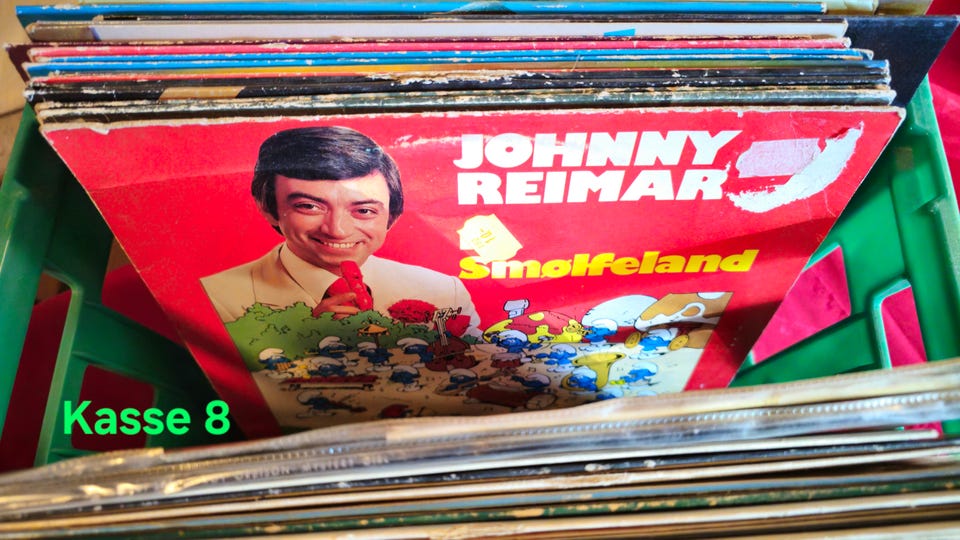 JOHNNY
REIMAR
Smølfeland
Kasse 8